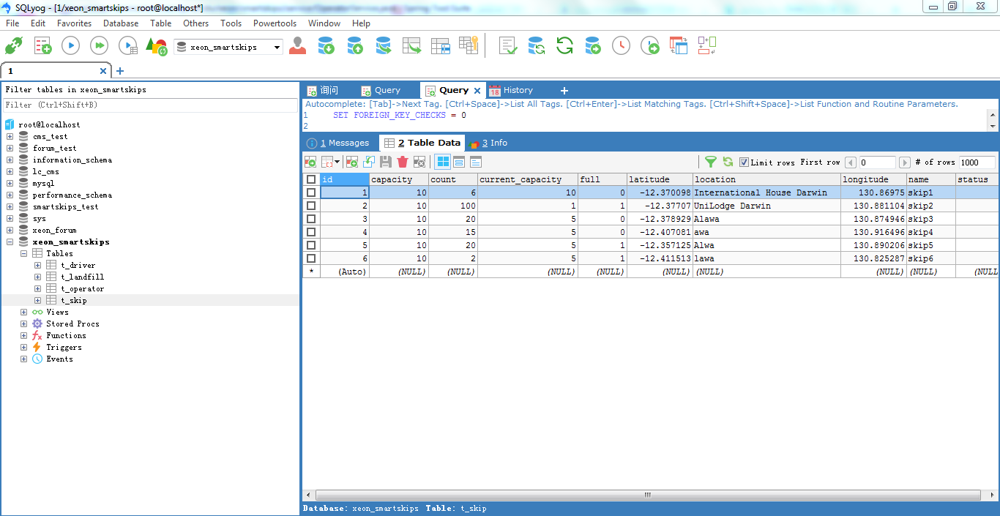 SQLyog - [1/xeon_smartskips - root@localhost*]
File Edit Favorites Database Table Others Tools Powertools Window Help
xeon_smartskips
1
Filter tables in xeon_smartskips
Filter (Ctrl+Shift+B)
root@localhost
cms_test
forum_test
information_schema
lc_cms
mysql
performance_schema
smartskips_test
sys
xeon_forum
xeon_smartskips
Tables
t_driver
t_landfill
t_operator
t_skip
Views
Stored Procs
Functions
Triggers
Events
询问 Query Query 18 History
Autocomplete: [Tab]->Next Tag. [Ctrl+Space]->List All Tags. [Ctrl+Enter]->List Matching Tags. [Ctrl+Shift+Space]->List Function and Routine Parameters.
1 SET FOREIGN_KEY_CHECKS = 0
2
1 Messages 2 Table Data 3 Info
Limit rows First row 0 # of rows 1000
id capacity count current_capacity full latitude location longitude name status
1 10 6 10 0 -12.370098 International House Darwin 130.86975 skip1
2 10 100 1 1 -12.37707 UniLodge Darwin 130.881104 skip2
3 10 20 5 0 -12.378929 Alawa 130.874946 skip3
4 10 15 5 0 -12.407081 awa 130.916496 skip4
5 10 20 5 1 -12.357125 Alwa 130.890206 skip5
6 10 2 5 1 -12.411513 lawa 130.825287 skip6
* (Auto) (NULL) (NULL) (NULL) (NULL) (NULL) (NULL) (NULL) (NULL) (NULL
Database: xeon_smartskips Table: t_skip